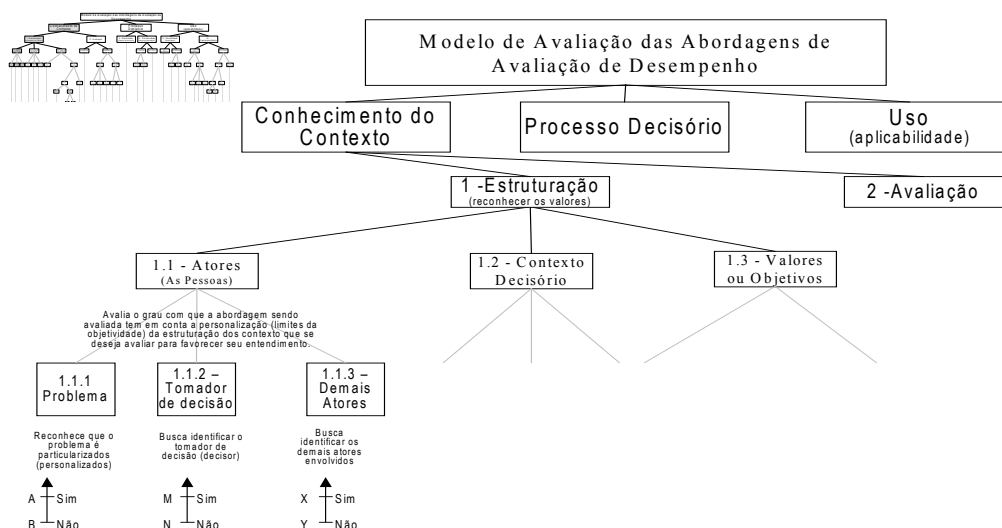 Modelo de Avaliação das Abordagens de
Avaliação de Desempenho
Conhecimento do
Contexto
Processo Decisório
Uso
(aplicabilidade)
1 -Estruturação
(reconhecer os valores)
2 -Avaliação
1.1 - Atores
(As Pessoas)
1.2 - Contexto
Decisório
1.3 - Valores
ou Objetivos
Avalia o grau com que a abordagem sendo
avaliada tem em conta a personalização (limites da
objetividade) da estruturação dos contexto que se
deseja avaliar para favorecer seu entendimento.
1.1.1
Problema
1.1.2 –
Tomador
de decisão
1.1.3 –
Demais
Atores
Reconhece que o
problema é
particularizados
(personalizados)
Busca identificar o
tomador de
decisão (decisor)
Busca
identificar os
demais atores
envolvidos
A Sim
B Não
M Sim
N Não
X Sim
Y Não